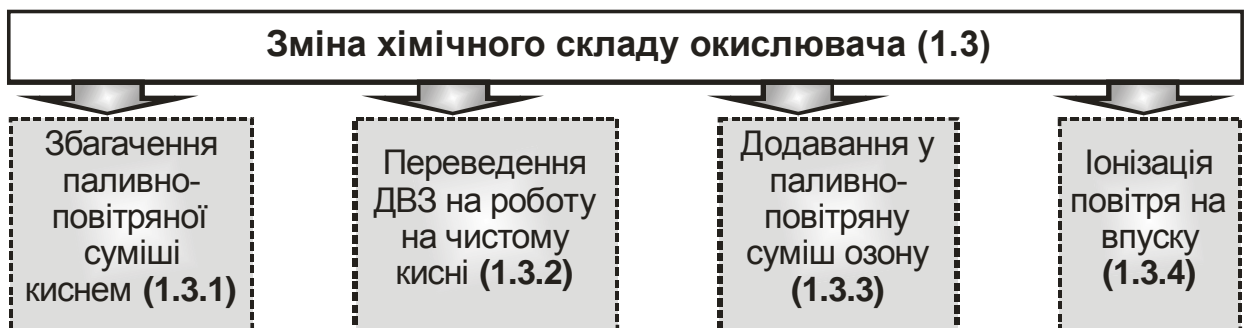 Зміна хімічного складу окислювача (1.3)
Збагачення
паливно-
повітряної
суміші
киснем (1.3.1)
Переведення
ДВЗ на роботу
на чистому
кисні (1.3.2)
Додавання у
паливно-
повітряну
суміш озону
(1.3.3)
Іонізація
повітря на
впуску
(1.3.4)